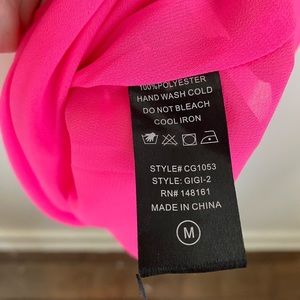 100%POLYESTER
HAND WASH COLD
DO NOT BLEACH
COOL IRON
STYLE# CG1053
STYLE: GIGI-2
RN# 148161
MADE IN CHINA
M